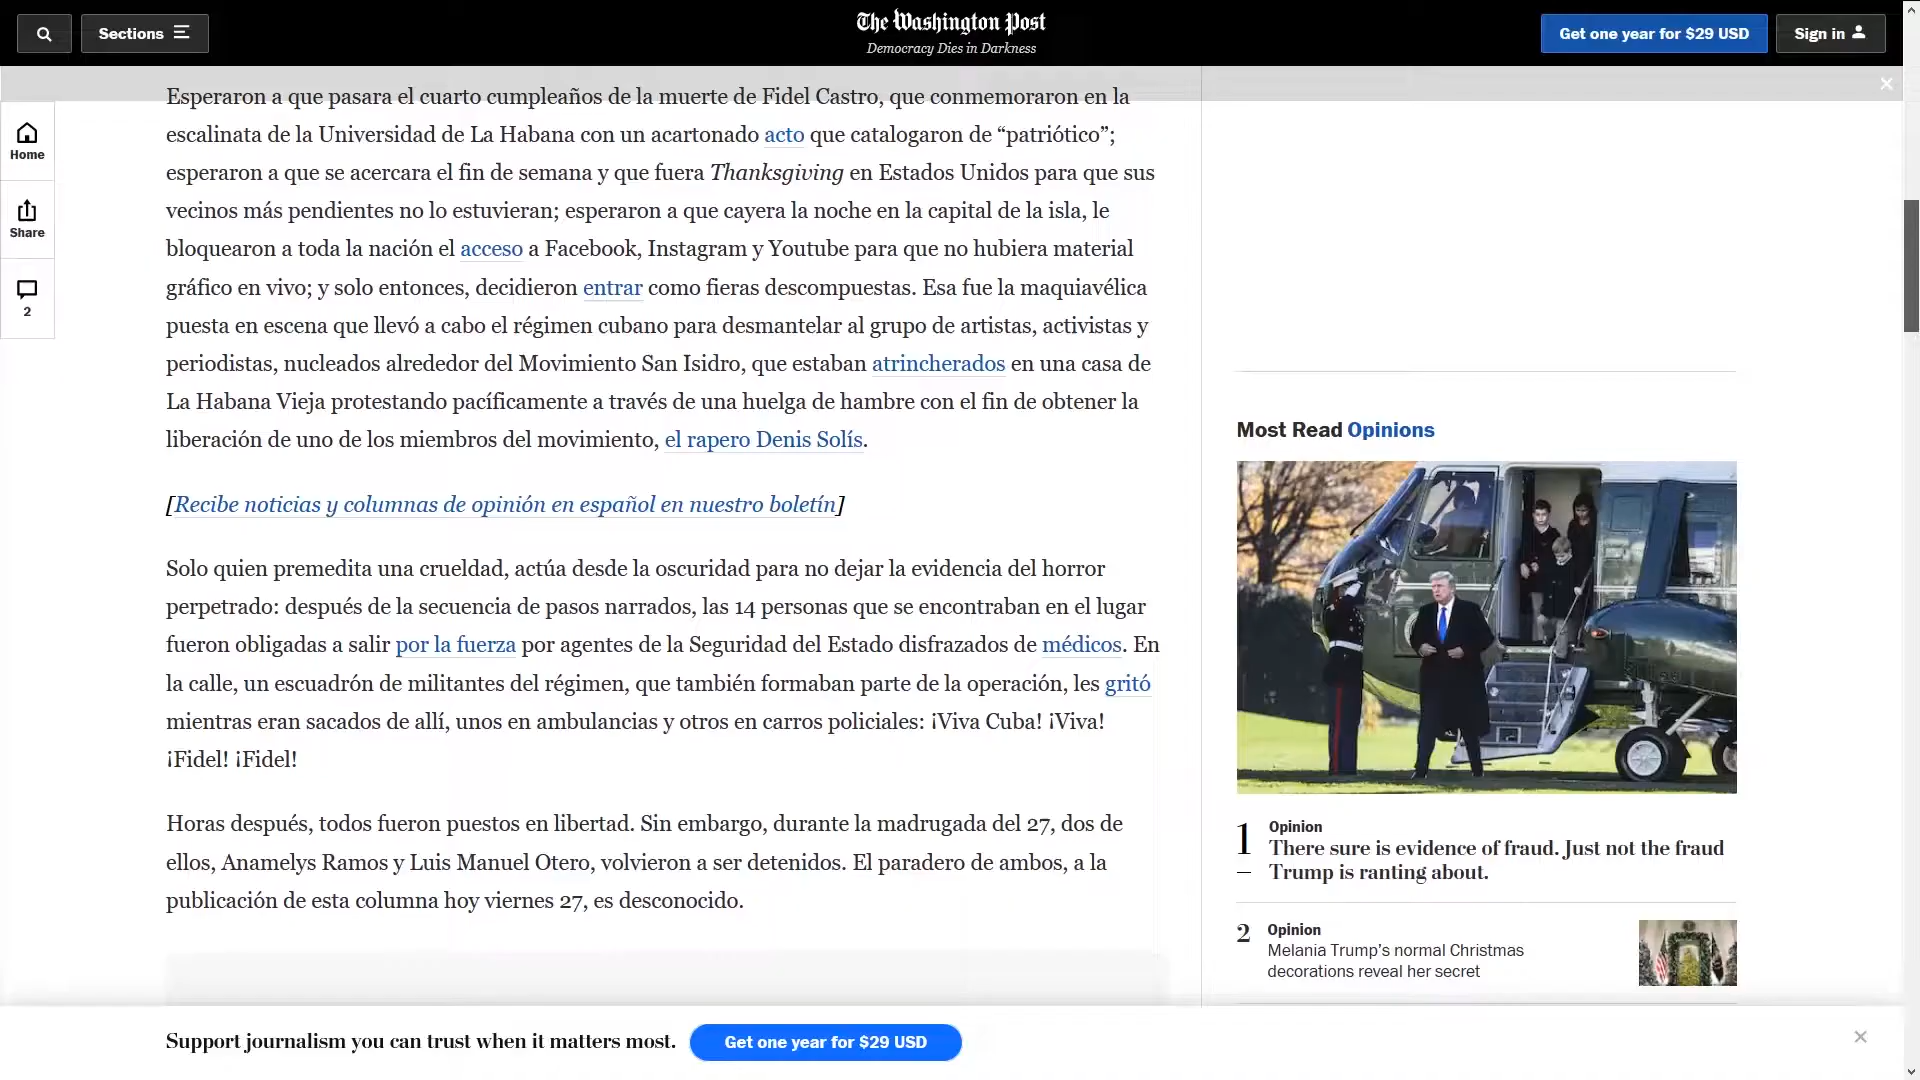 Sections
The Washington Post
Democracy Dies in Darkness
Get one year for $29 USD
Sign in
Home
Share
2
Esperaron a que pasara el cuarto cumpleaños de la muerte de Fidel Castro, que conmemoraron en la
escalinata de la Universidad de La Habana con un acartonado acto que catalogaron de “patriótico”;
esperaron a que se acercara el fin de semana y que fuera Thanksgiving en Estados Unidos para que sus
vecinos más pendientes no lo estuvieran; esperaron a que cayera la noche en la capital de la isla, le
bloquearon a toda la nación el acceso a Facebook, Instagram y Youtube para que no hubiera material
gráfico en vivo; y solo entonces, decidieron entrar como fieras descompuestas. Esa fue la maquiavélica
puesta en escena que llevó a cabo el régimen cubano para desmantelar al grupo de artistas, activistas y
periodistas, nucleados alrededor del Movimiento San Isidro, que estaban atrincherados en una casa de
La Habana Vieja protestando pacíficamente a través de una huelga de hambre con el fin de obtener la
liberación de uno de los miembros del movimiento, el rapero Denis Solís.
[Recibe noticias y columnas de opinión en español en nuestro boletín]
Solo quien premedita una crueldad, actúa desde la oscuridad para no dejar la evidencia del horror
perpetrado: después de la secuencia de pasos narrados, las 14 personas que se encontraban en el lugar
fueron obligadas a salir por la fuerza por agentes de la Seguridad del Estado disfrazados de médicos. En
la calle, un escuadrón de militantes del régimen, que también formaban parte de la operación, les gritó
mientras eran sacados de allí, unos en ambulancias y otros en carros policiales: ¡Viva Cuba! ¡Viva!
¡Fidel! ¡Fidel!
Horas después, todos fueron puestos en libertad. Sin embargo, durante la madrugada del 27, dos de
ellos, Anamelys Ramos y Luis Manuel Otero, volvieron a ser detenidos. El paradero de ambos, a la
publicación de esta columna hoy viernes 27, es desconocido.
Most Read Opinions
1
Opinion
There sure is evidence of fraud. Just not the fraud
Trump is ranting about.
2
Opinion
Melania Trump’s normal Christmas
decorations reveal her secret
Support journalism you can trust when it matters most.
Get one year for $29 USD